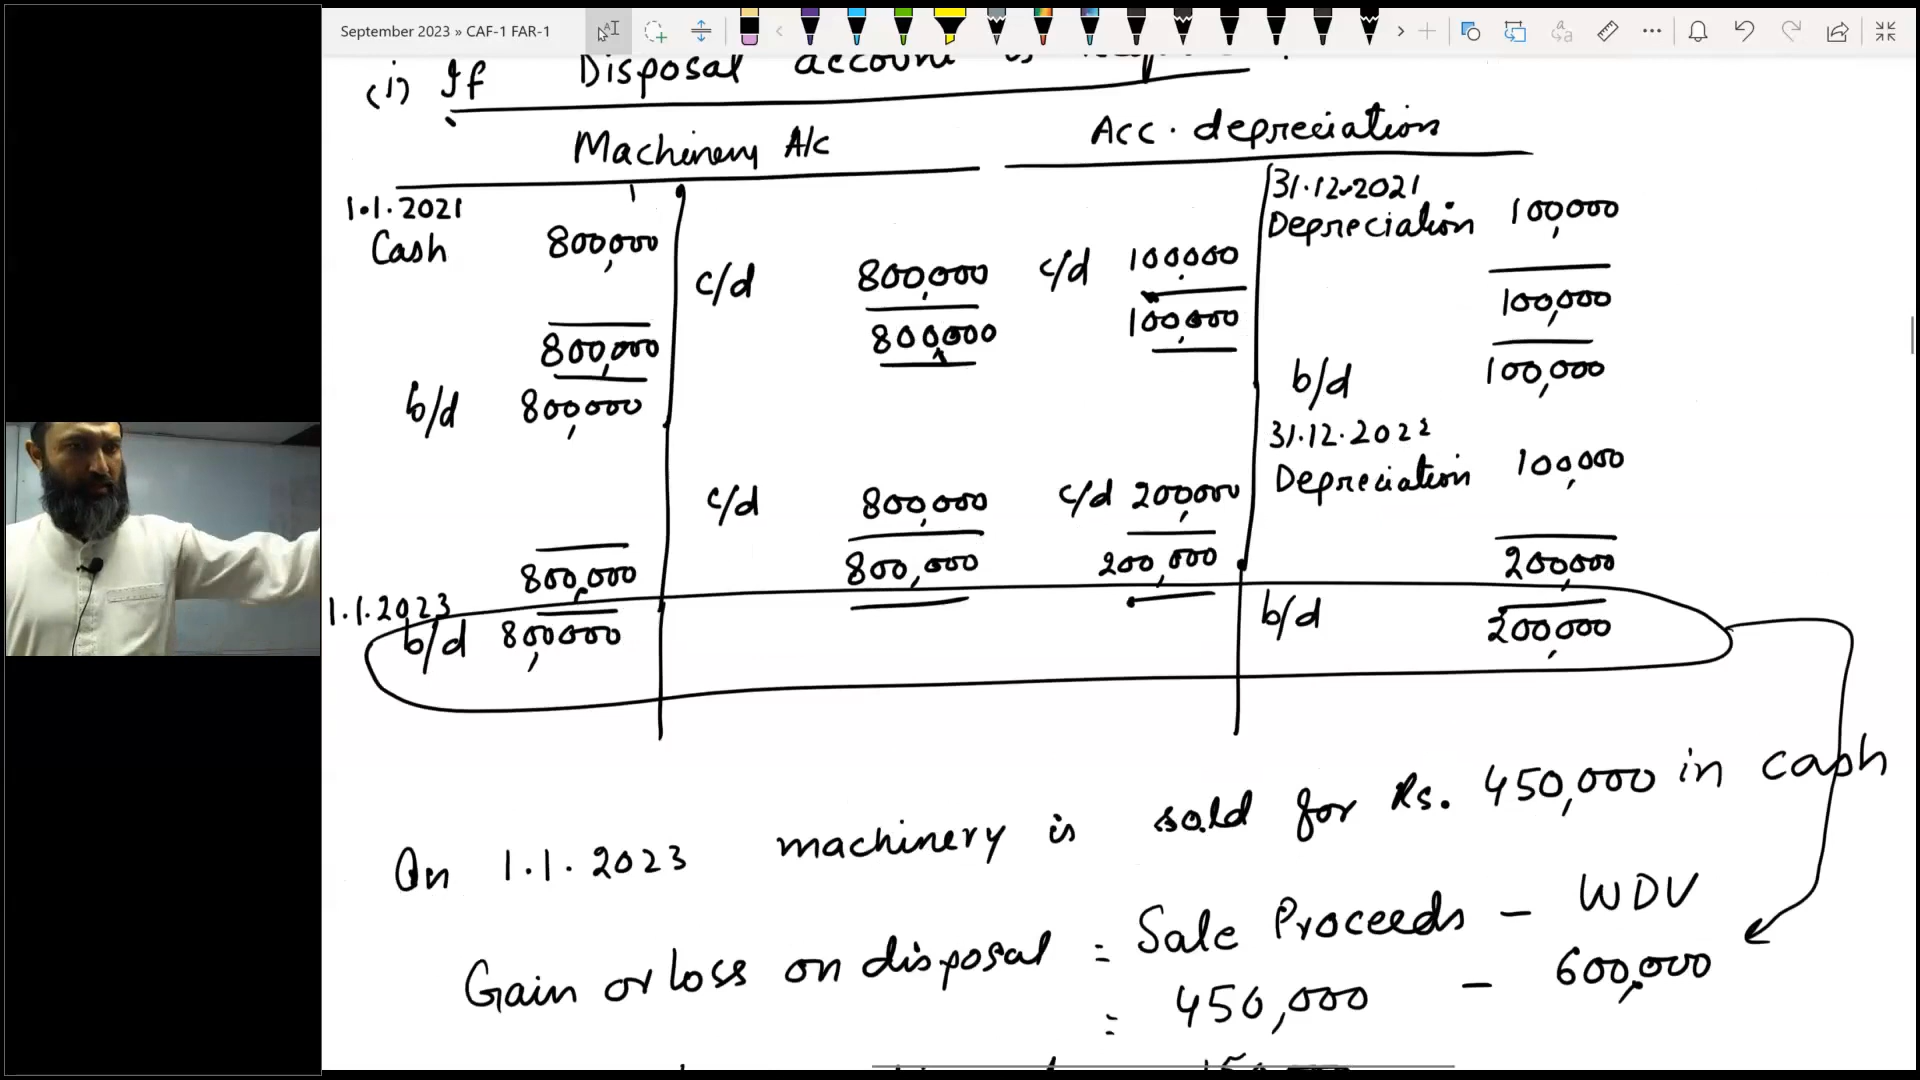 September 2023 » CAF-1 FAR-1
(i) If Disposal account is
Machinery A/c
Acc. depreciation
1.1.2021
Cash 800,000
c/d 800,000
800,000
800,000
b/d 800,000
c/d 800,000
800,000
800,000
1.1.2023
b/d 800,000
31.12.2021
Depreciation 100,000
c/d 100,000
100,000
100,000
b/d 100,000
31.12.2022
Depreciation 100,000
c/d 200,000
200,000
200,000
b/d 200,000
On 1.1.2023 machinery is sold for Rs. 450,000 in cash
Gain or loss on disposal = Sale Proceeds - WDV
= 450,000 - 600,000